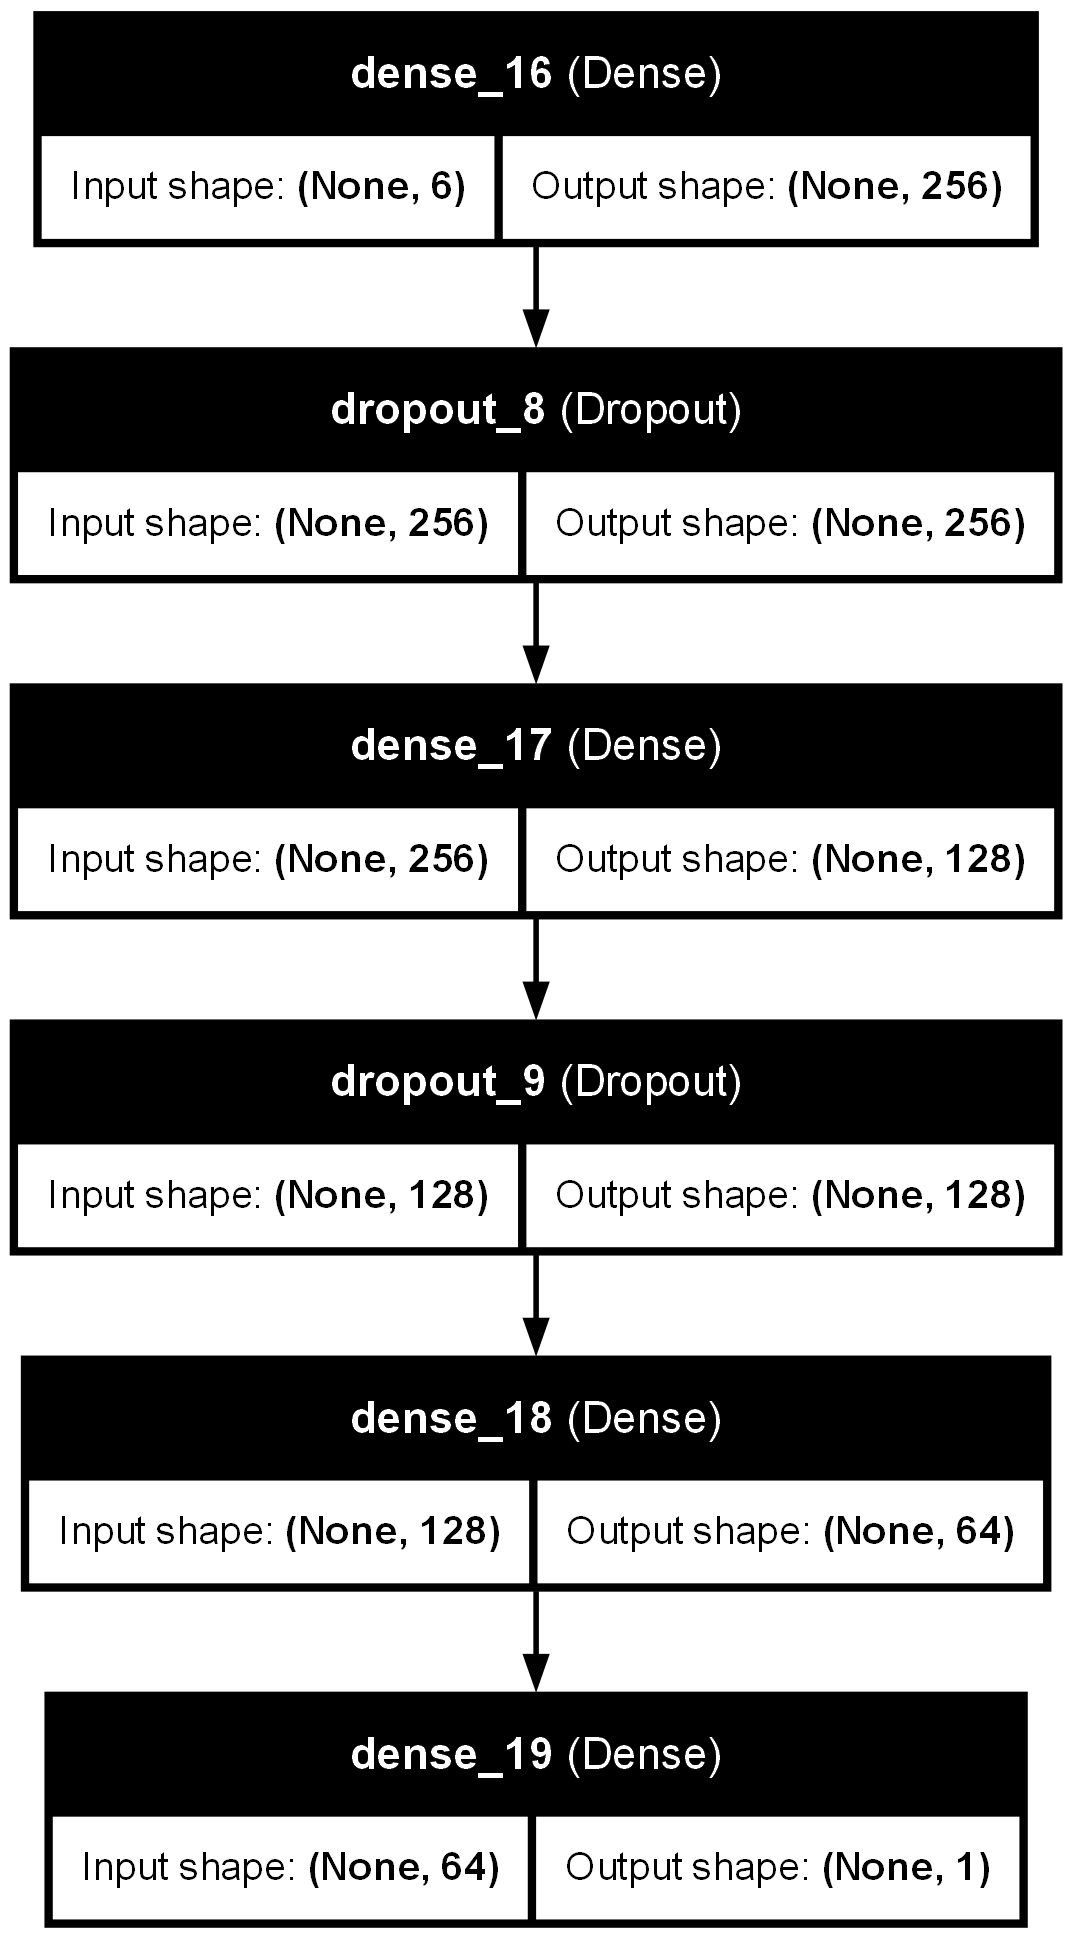 dense_16 (Dense)
Input shape: (None, 6) Output shape: (None, 256)
dropout_8 (Dropout)
Input shape: (None, 256) Output shape: (None, 256)
dense_17 (Dense)
Input shape: (None, 256) Output shape: (None, 128)
dropout_9 (Dropout)
Input shape: (None, 128) Output shape: (None, 128)
dense_18 (Dense)
Input shape: (None, 128) Output shape: (None, 64)
dense_19 (Dense)
Input shape: (None, 64) Output shape: (None, 1)